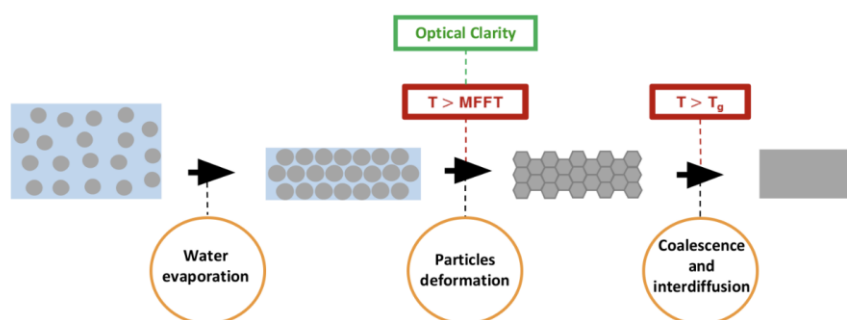 Optical Clarity
T > MFFT
T > Tg
Water
evaporation
Particles
deformation
Coalescence
and
interdiffusion